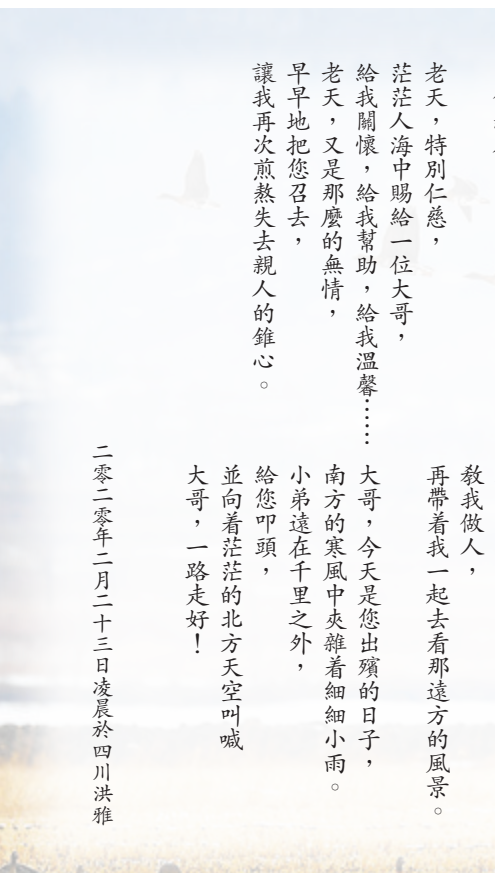 老天，特別仁慈，
茫茫人海中賜給一位大哥，
給我關懷，給我幫助，給我溫馨……
老天，又是那麼的無情，
早早地把您召去，
讓我再次煎熬失去親人的錐心。
教我做人，
再帶着我一起去看那遠方的風景。
大哥，今天是您出殯的日子，
南方的寒風中夾雜着細細小雨。
小弟遠在千里之外，
給您叩頭，
並向着茫茫的北方天空叫喊
大哥，一路走好！
二零二零年二月二十三日凌晨於四川洪雅